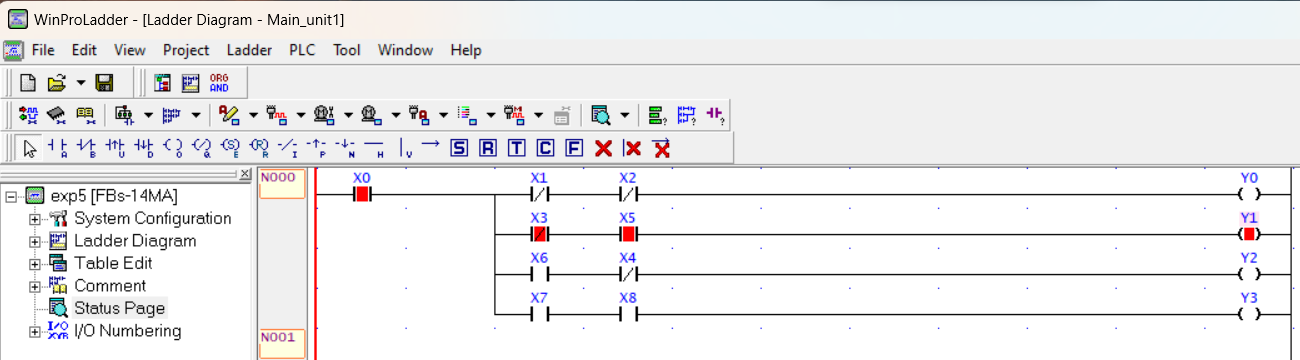 WinProLadder - [Ladder Diagram - Main_unit1]
File Edit View Project Ladder PLC Tool Window Help
ORG
AND
A B U D O Q E R I P N H V S R T C F
exp5 [FBs-14MA]
System Configuration
Ladder Diagram
Table Edit
Comment
Status Page
I/O Numbering
N000
X0 X1 X2 Y0
X3 X5 Y1
X6 X4 Y2
X7 X8 Y3
N001